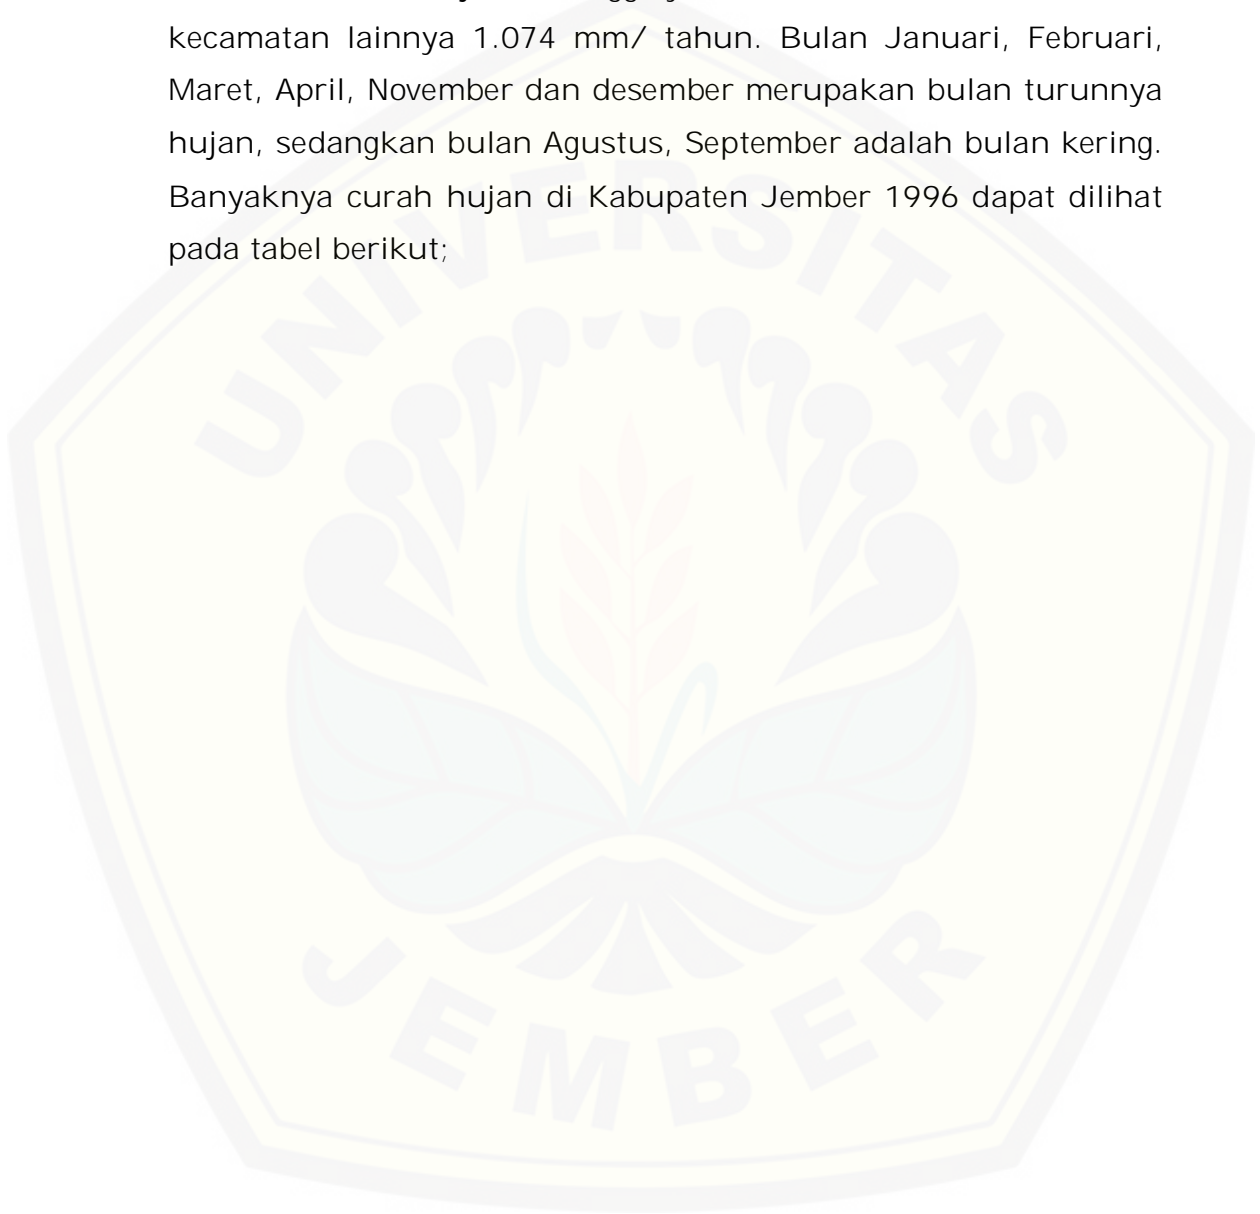 kecamatan lainnya 1.074 mm/ tahun. Bulan Januari, Februari,
Maret, April, November dan desember merupakan bulan turunnya
hujan, sedangkan bulan Agustus, September adalah bulan kering.
Banyaknya curah hujan di Kabupaten Jember 1996 dapat dilihat
pada tabel berikut;
UNIVERSITAS
JEMBER